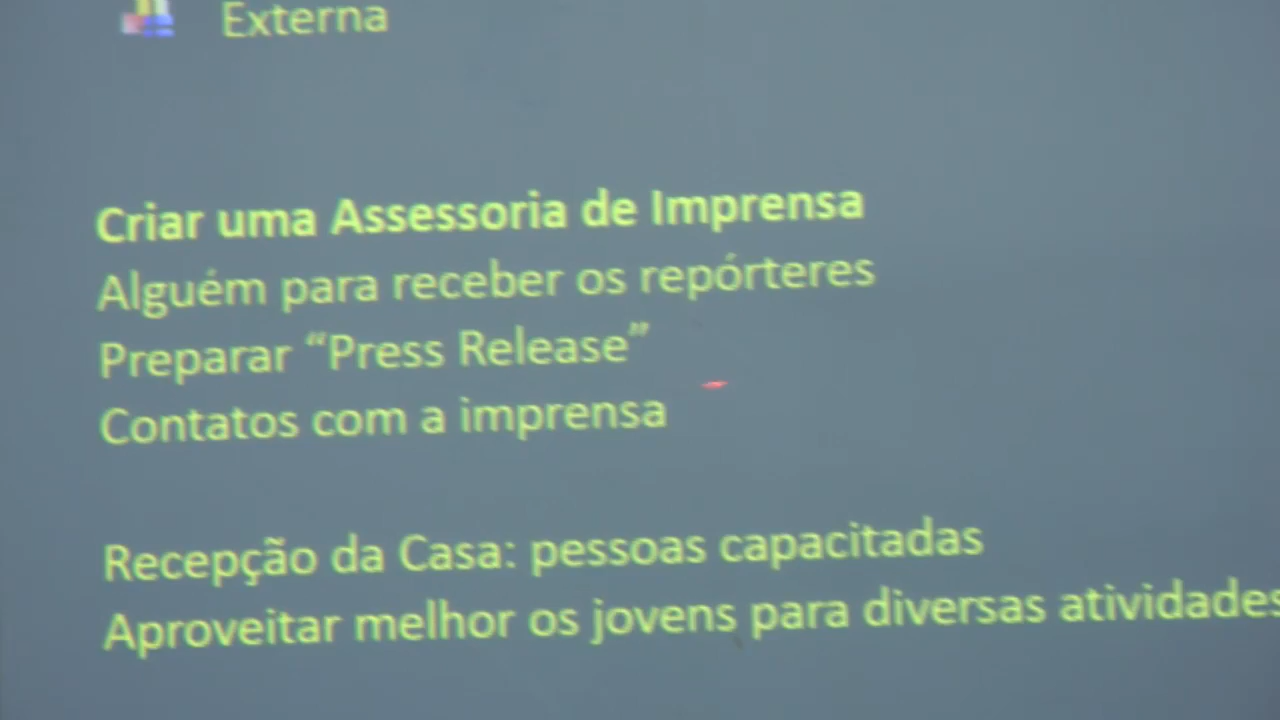 Externa
Criar uma Assessoria de Imprensa
Alguém para receber os repórteres
Preparar “Press Release”
Contatos com a imprensa
Recepção da Casa: pessoas capacitadas
Aproveitar melhor os jovens para diversas atividades